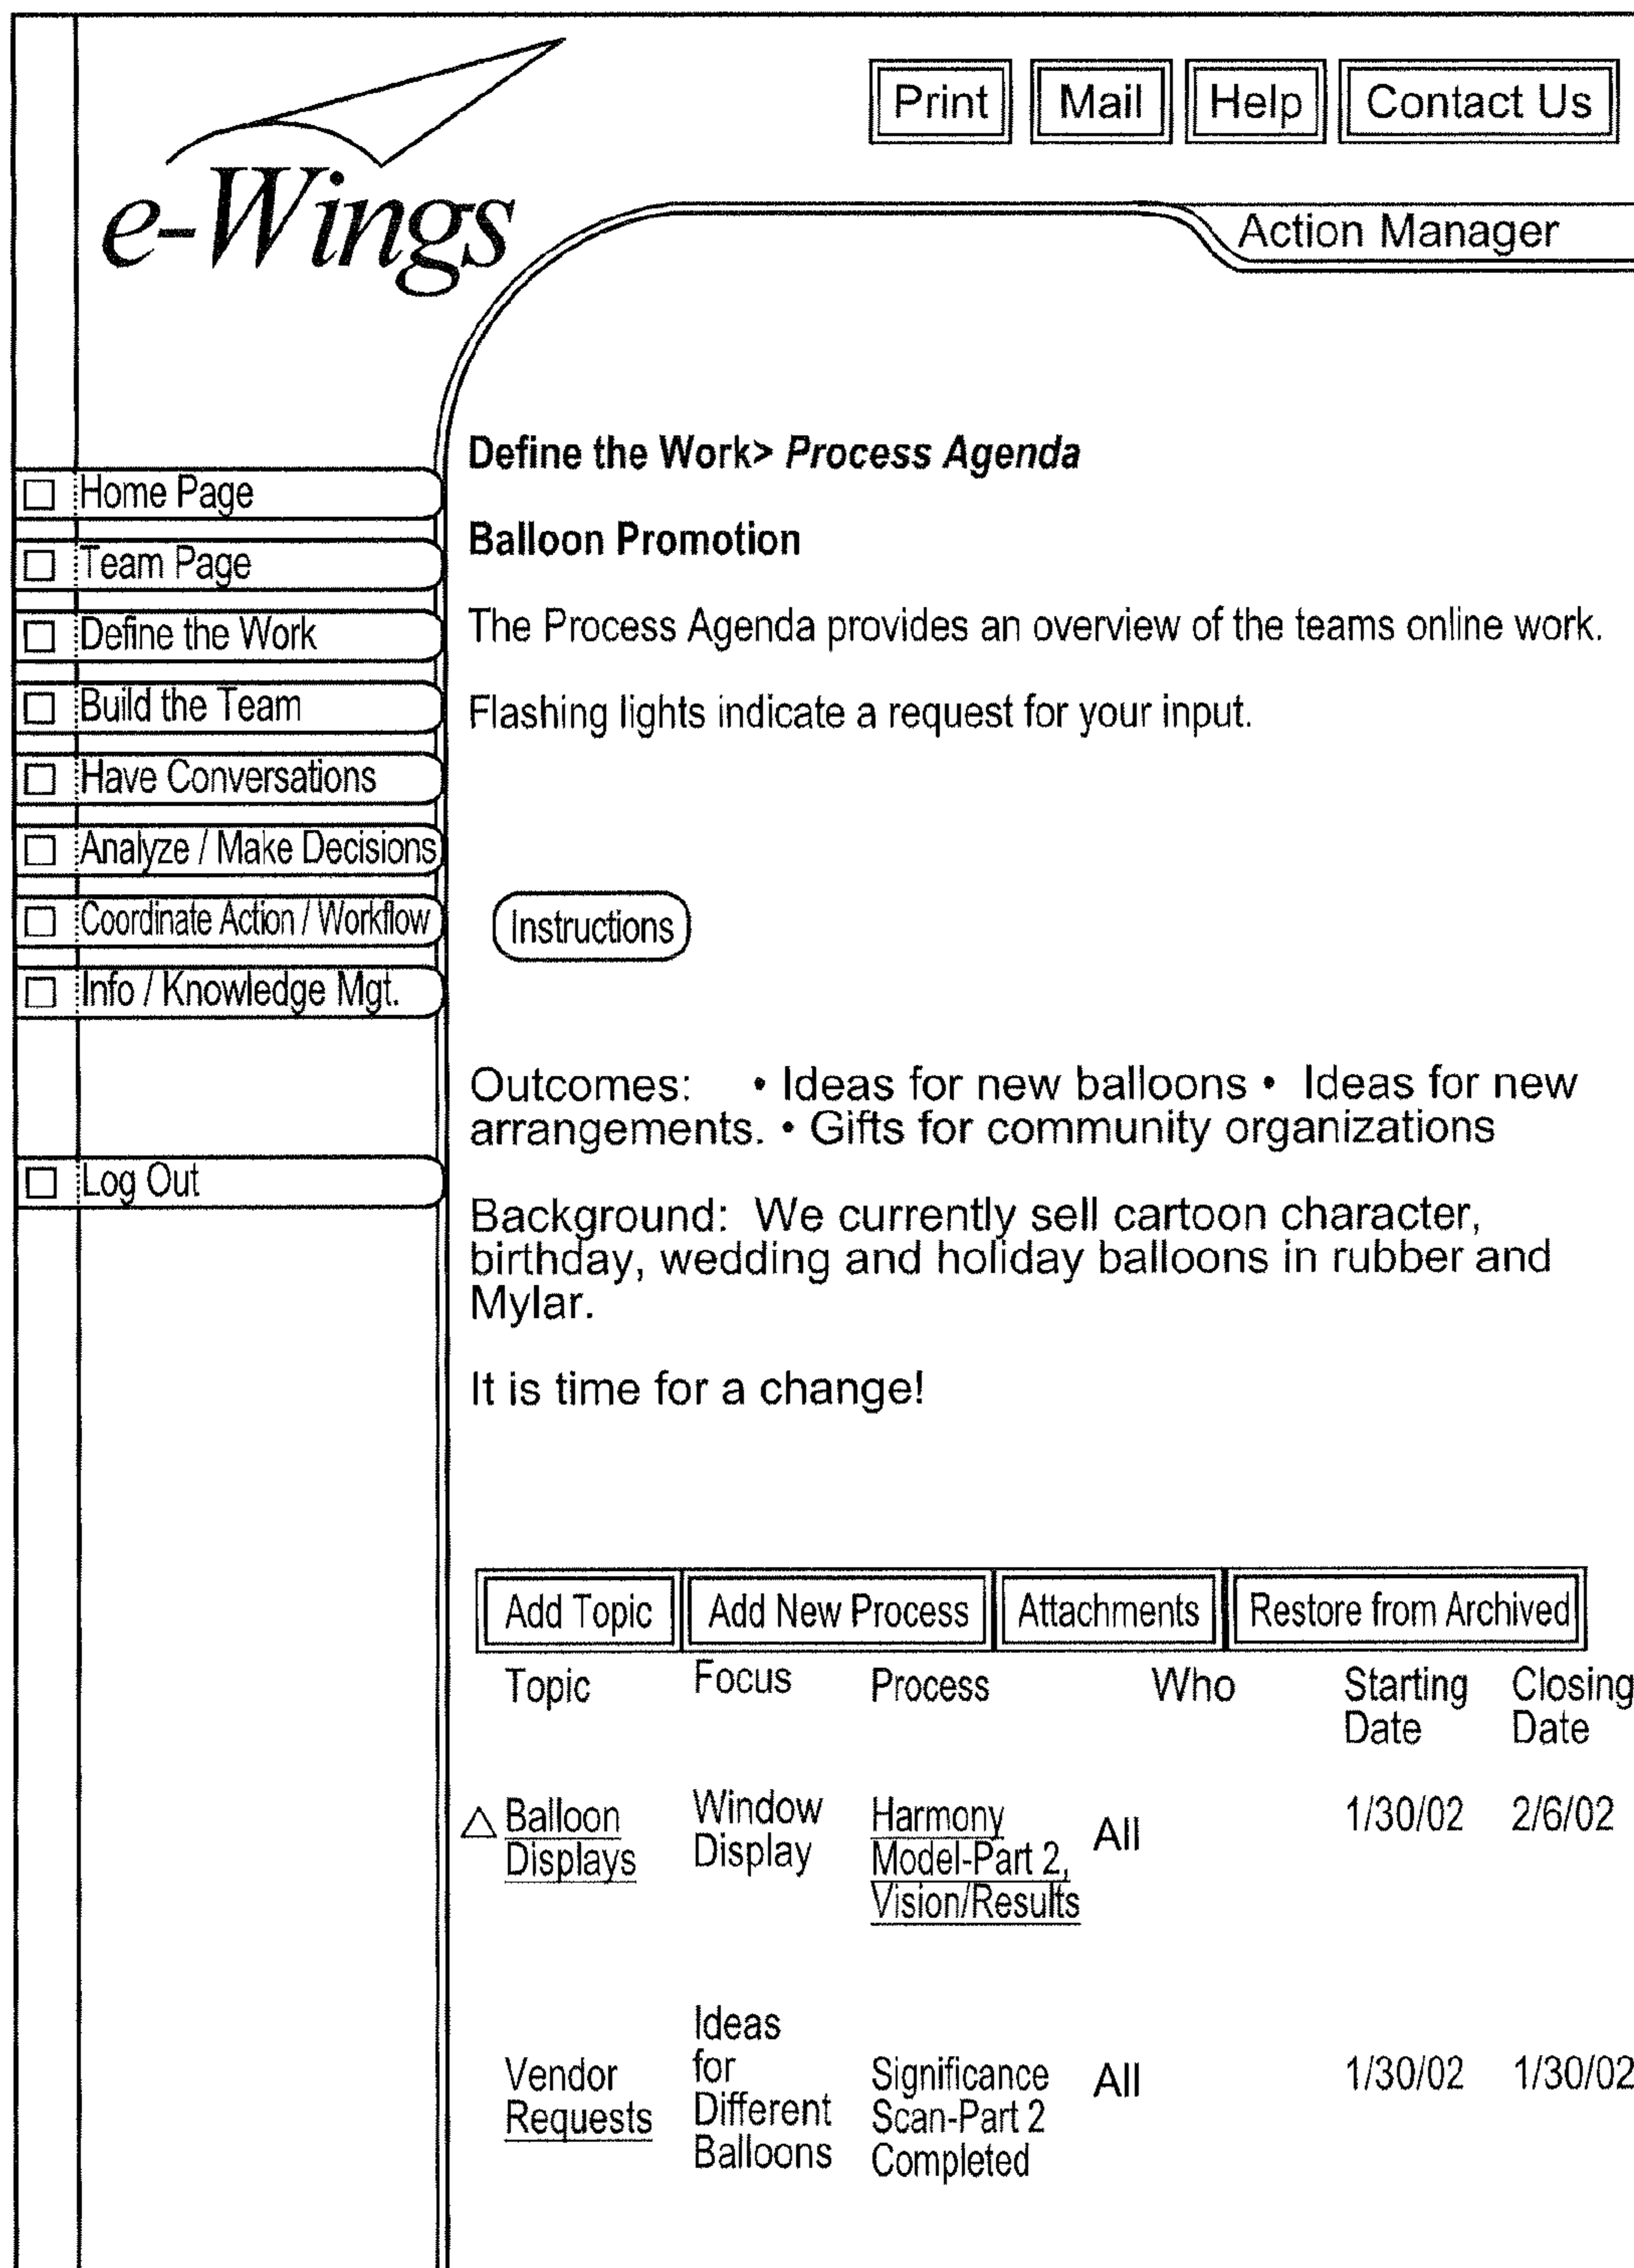 Print Mail Help Contact Us
e-Wings
Action Manager
Home Page
Team Page
Define the Work
Build the Team
Have Conversations
Analyze / Make Decisions
Coordinate Action / Workflow
Info / Knowledge Mgt.
Log Out
Define the Work> Process Agenda
Balloon Promotion
The Process Agenda provides an overview of the teams online work.
Flashing lights indicate a request for your input.
Instructions
Outcomes: • Ideas for new balloons • Ideas for new
arrangements. • Gifts for community organizations
Background: We currently sell cartoon character,
birthday, wedding and holiday balloons in rubber and
Mylar.
It is time for a change!
Add Topic Add New Process Attachments Restore from Archived
Topic Focus Process Who Starting Closing
Date Date
Balloon Window Harmony All 1/30/02 2/6/02
Displays Display Model-Part 2,
Vision/Results
Ideas
Vendor for Significance All 1/30/02 1/30/02
Requests Different Scan-Part 2
Balloons Completed